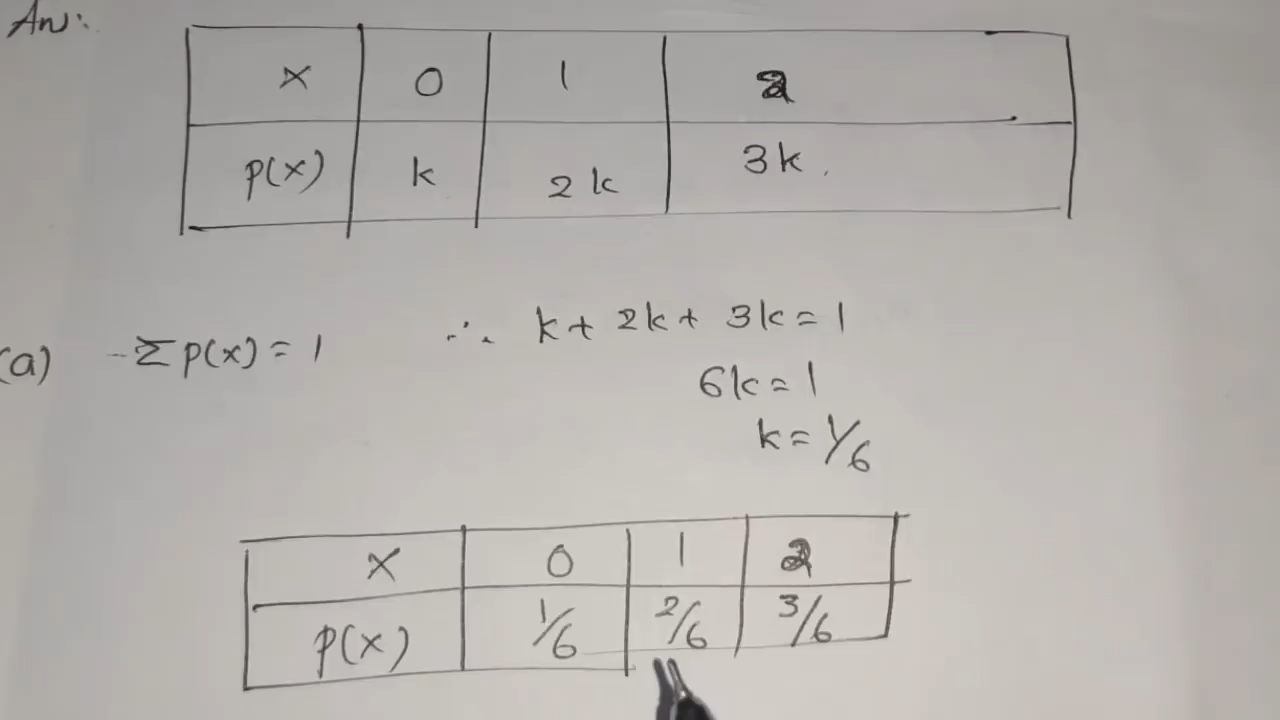 An:
X 0 1 2
p(x) k 2k 3k.
(a) Σp(x) = 1 ∴ k + 2k + 3k = 1
6k = 1
k = 1/6
X 0 1 2
p(x) 1/6 2/6 3/6